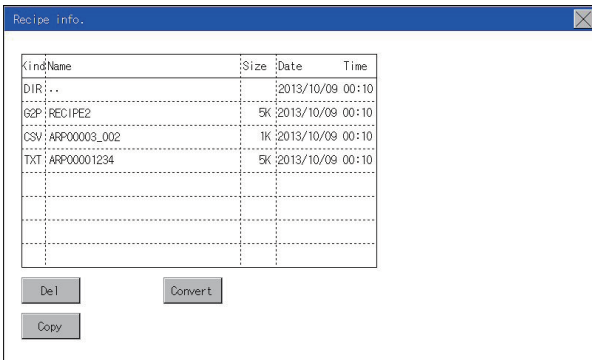 Recipe info.
Kind Name Size Date Time
DIR .. 2013/10/09 00:10
G2P RECIPE2 5K 2013/10/09 00:10
CSV ARP00003_002 1K 2013/10/09 00:10
TXT ARP00001234 5K 2013/10/09 00:10
Del Convert
Copy